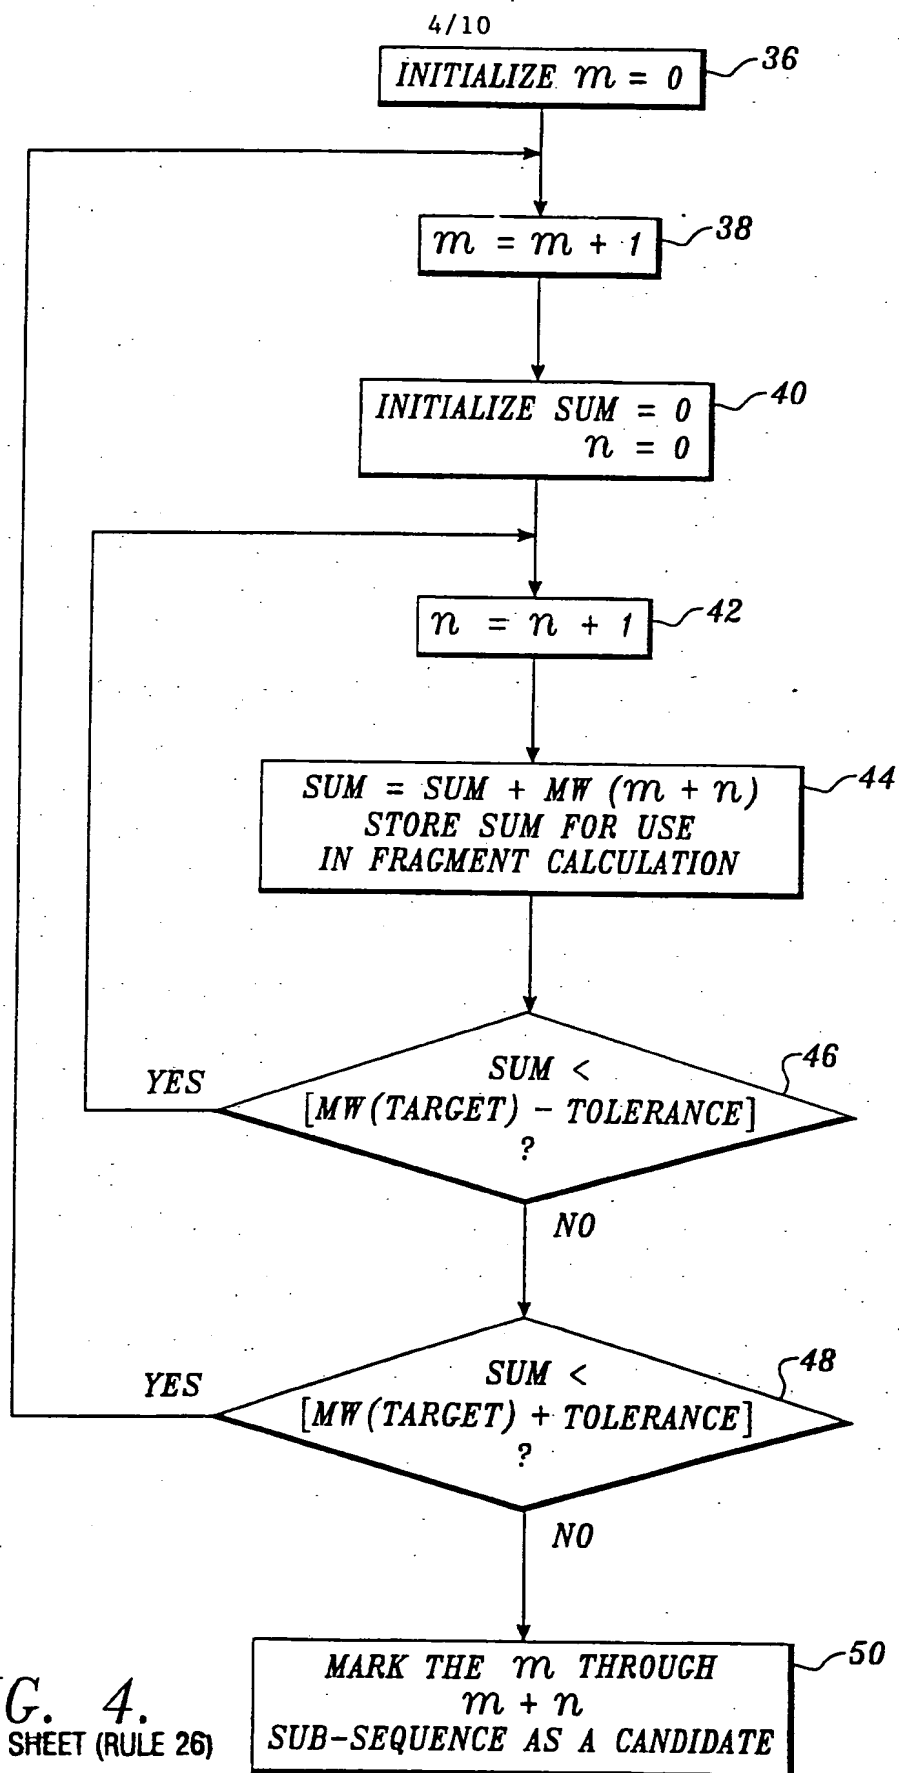 4/10
INITIALIZE m = 0
36
m = m + 1
38
INITIALIZE SUM = 0
n = 0
40
n = n + 1
42
SUM = SUM + MW (m + n)
STORE SUM FOR USE
IN FRAGMENT CALCULATION
44
YES
SUM <
[MW(TARGET) - TOLERANCE]
?
46
NO
YES
SUM <
[MW(TARGET) + TOLERANCE]
?
48
NO
MARK THE m THROUGH
m + n
SUB-SEQUENCE AS A CANDIDATE
50
G. 4.
SHEET (RULE 26)